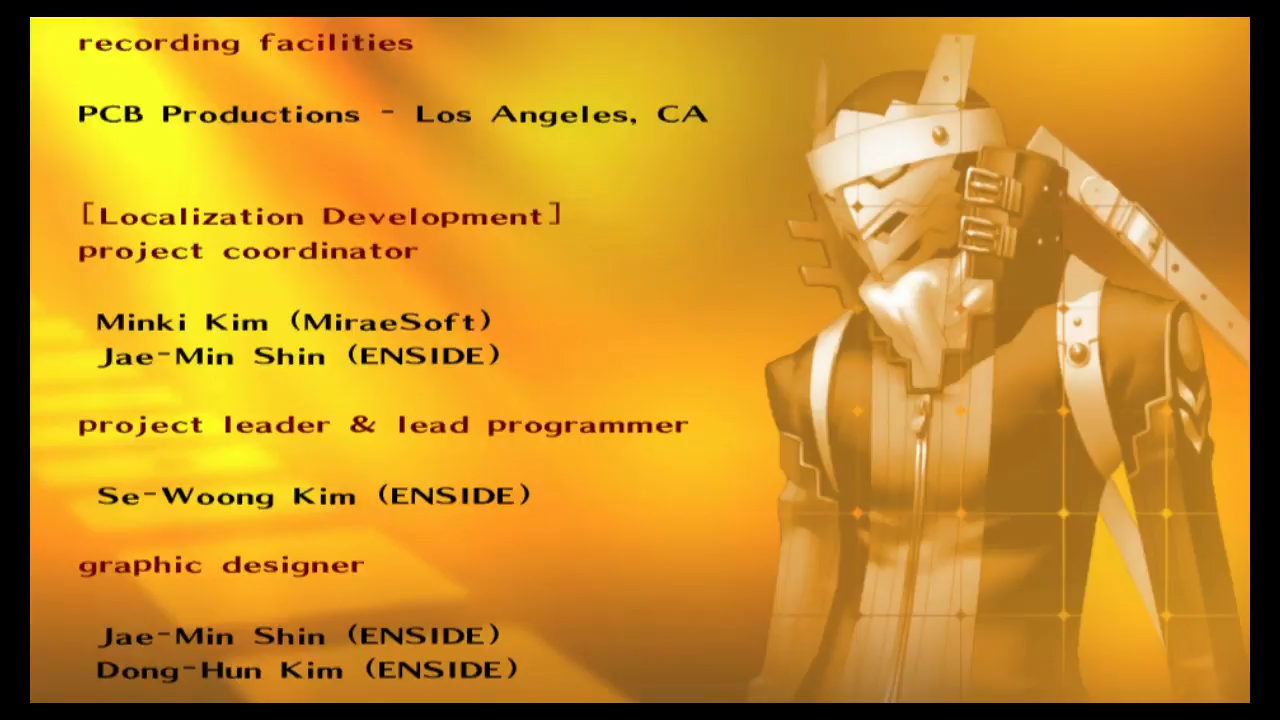 recording facilities
PCB Productions - Los Angeles, CA
[Localization Development]
project coordinator
Minki Kim (MiraeSoft)
Jae-Min Shin (ENSIDE)
project leader & lead programmer
Se-Woong Kim (ENSIDE)
graphic designer
Jae-Min Shin (ENSIDE)
Dong-Hun Kim (ENSIDE)